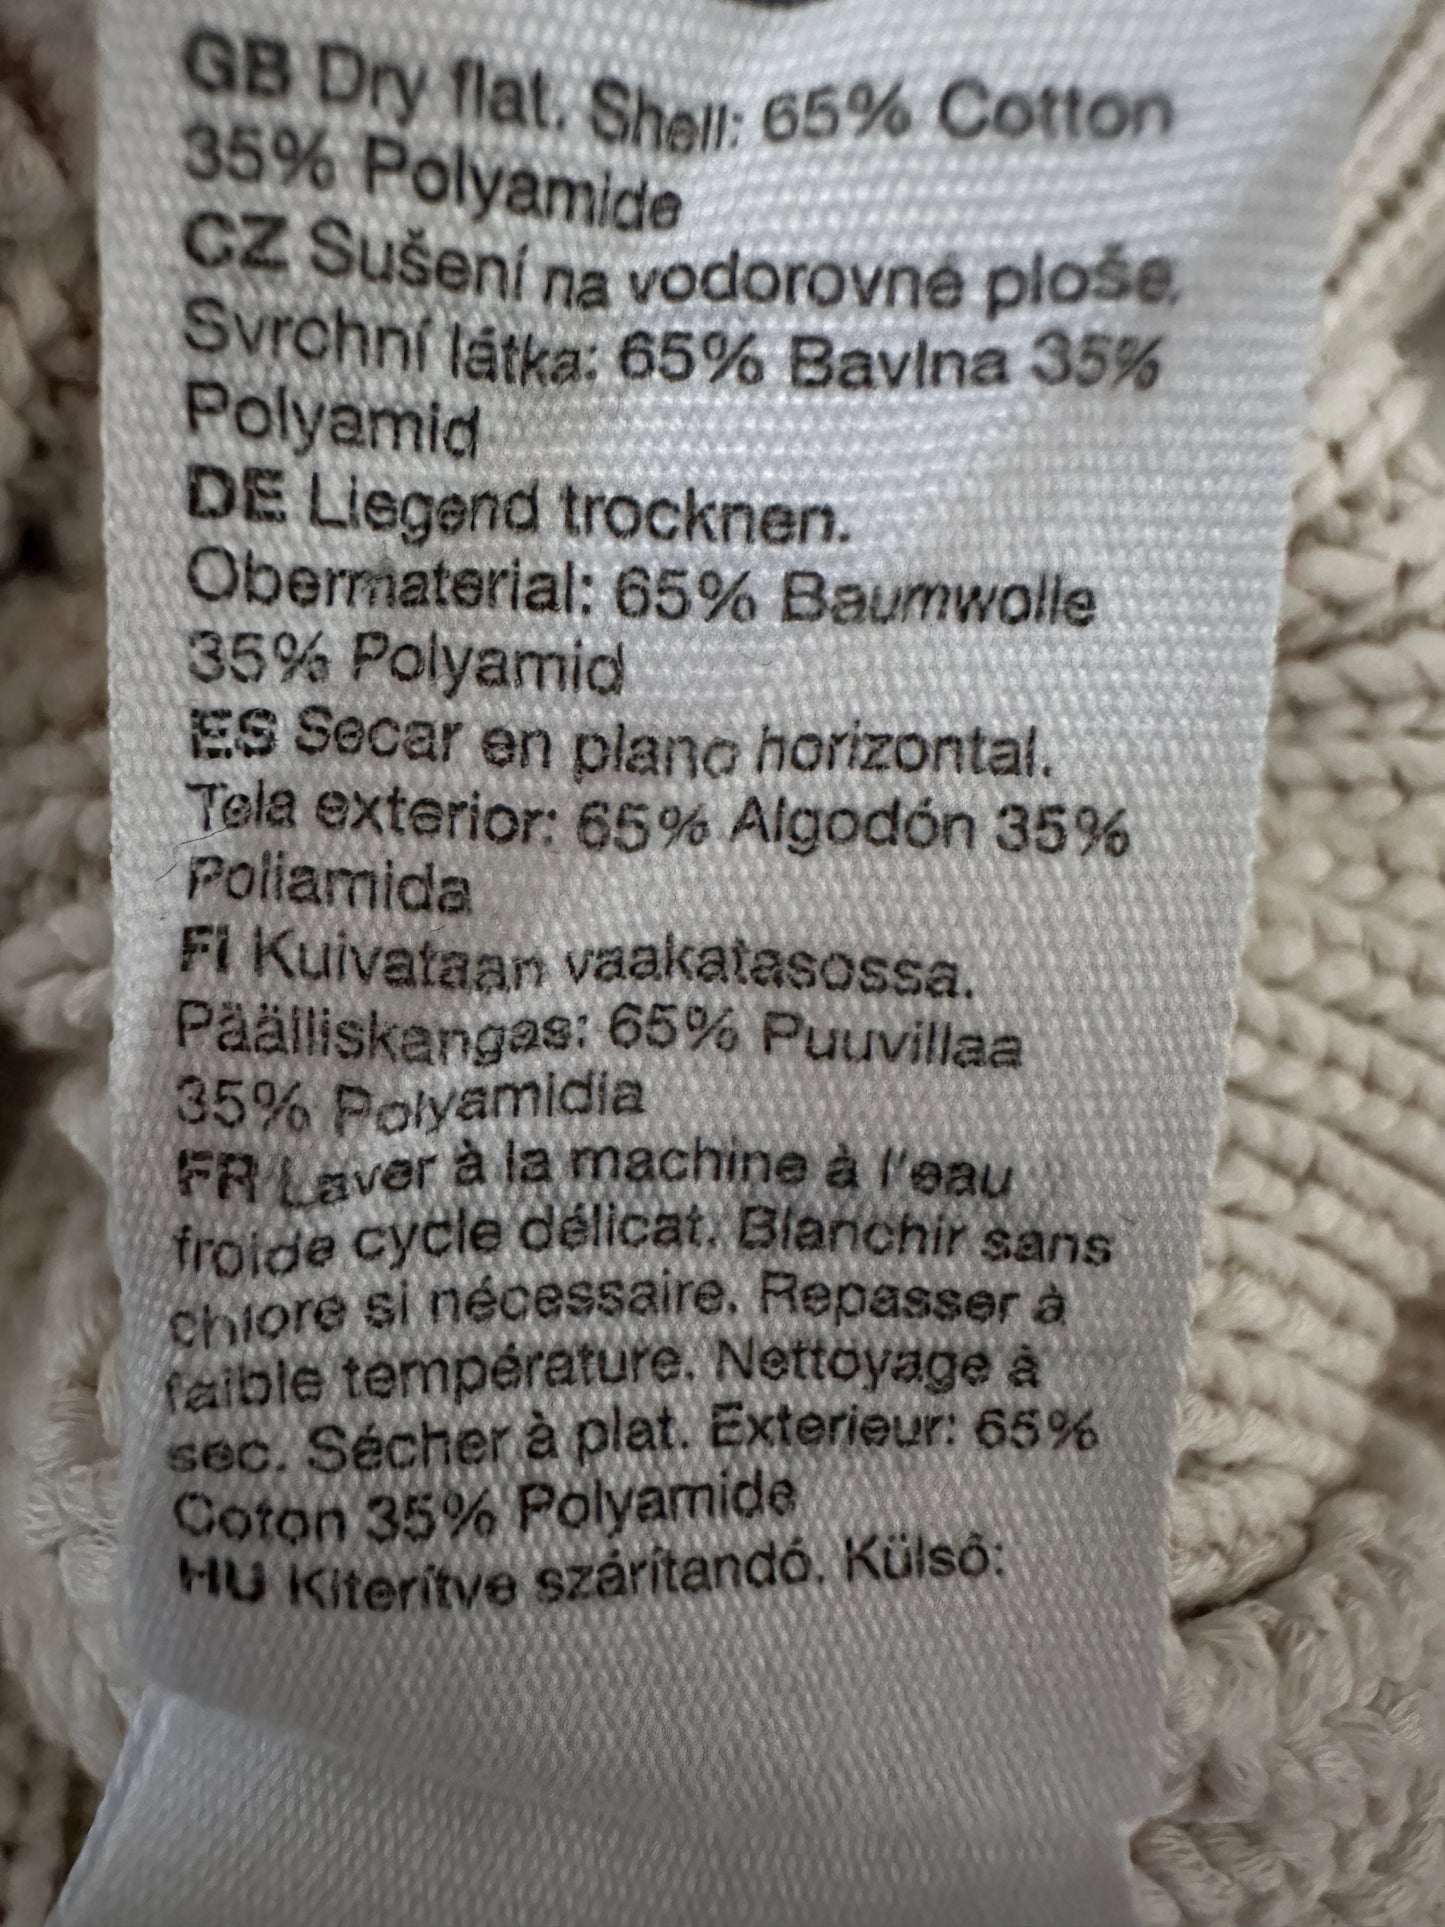 GB Dry flat. Shell: 65% Cotton
35% Polyamide
CZ Sušení na vodorovné ploše.
Svrchní látka: 65% Bavlna 35%
Polyamid
DE Liegend trocknen.
Obermaterial: 65% Baumwolle
35% Polyamid
ES Secar en plano horizontal.
Tela exterior: 65% Algodón 35%
Poliamida
FI Kuivataan vaakatasossa.
Päälliskangas: 65% Puuvillaa
35% Polyamidia
FR Laver à la machine à l'eau
froide cycle délicat. Blanchir sans
chlore si nécessaire. Repasser à
faible température. Nettoyage à
sec. Sécher à plat. Exterieur: 65%
Coton 35% Polyamide
HU Kiterítve szárítandó. Külsô: